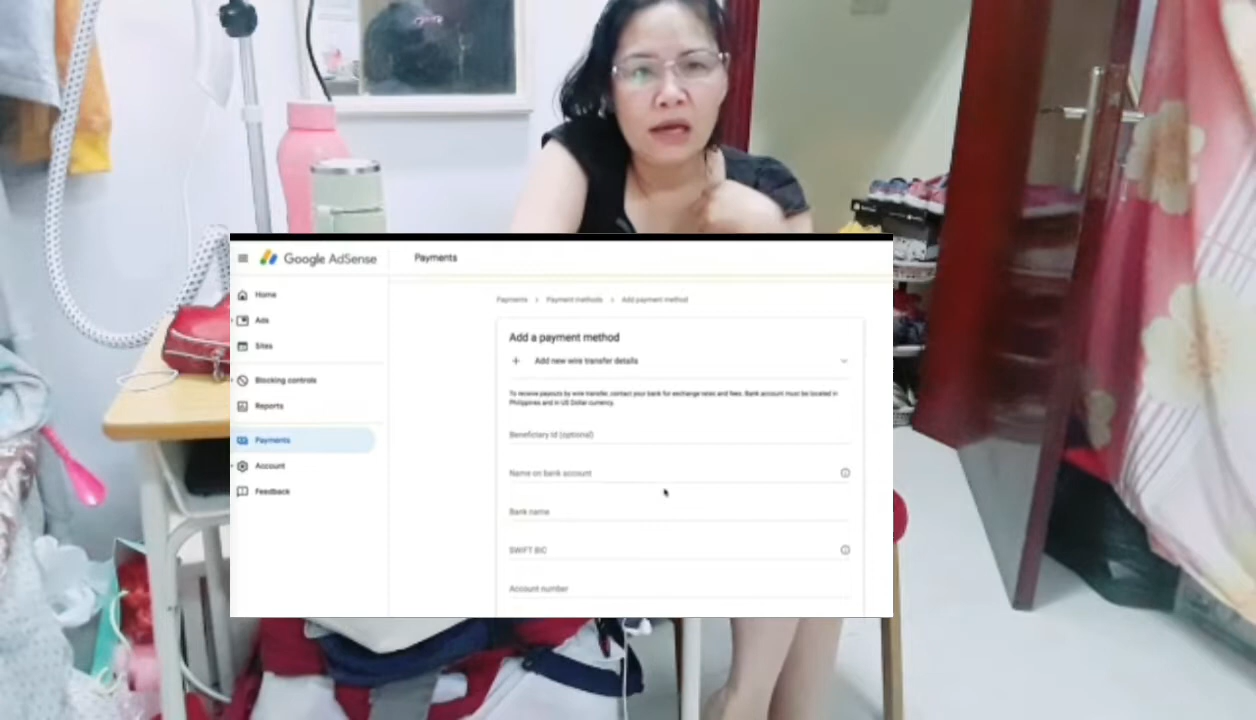 Google AdSense
Payments
Home
Ads
Sites
Blocking controls
Reports
Payments
Account
Feedback
Payments > Payment methods > Add payment method
Add a payment method
+ Add new wire transfer details
To receive payouts by wire transfer, contact your bank for exchange rates and fees. Bank account must be located in
Philippines and in US Dollar currency.
Beneficiary Id (optional)
Name on bank account
Bank name
SWIFT BIC
Account number